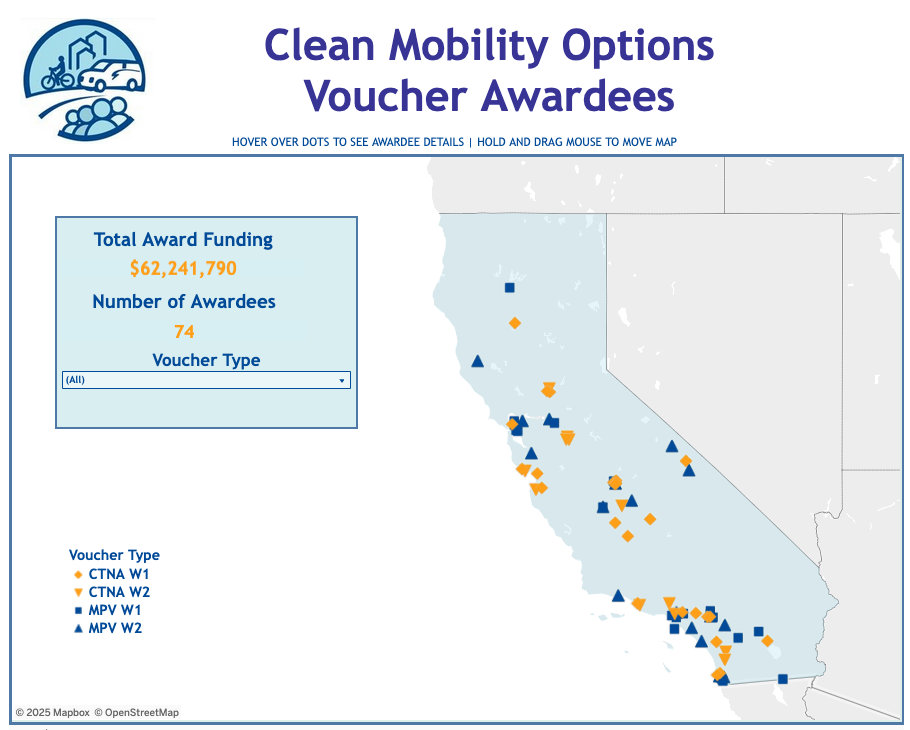 Clean Mobility Options
Voucher Awardees
HOVER OVER DOTS TO SEE AWARDEE DETAILS | HOLD AND DRAG MOUSE TO MOVE MAP
Total Award Funding
$62,241,790
Number of Awardees
74
Voucher Type
(All)
Voucher Type
CTNA W1
CTNA W2
MPV W1
MPV W2
© 2025 Mapbox © OpenStreetMap